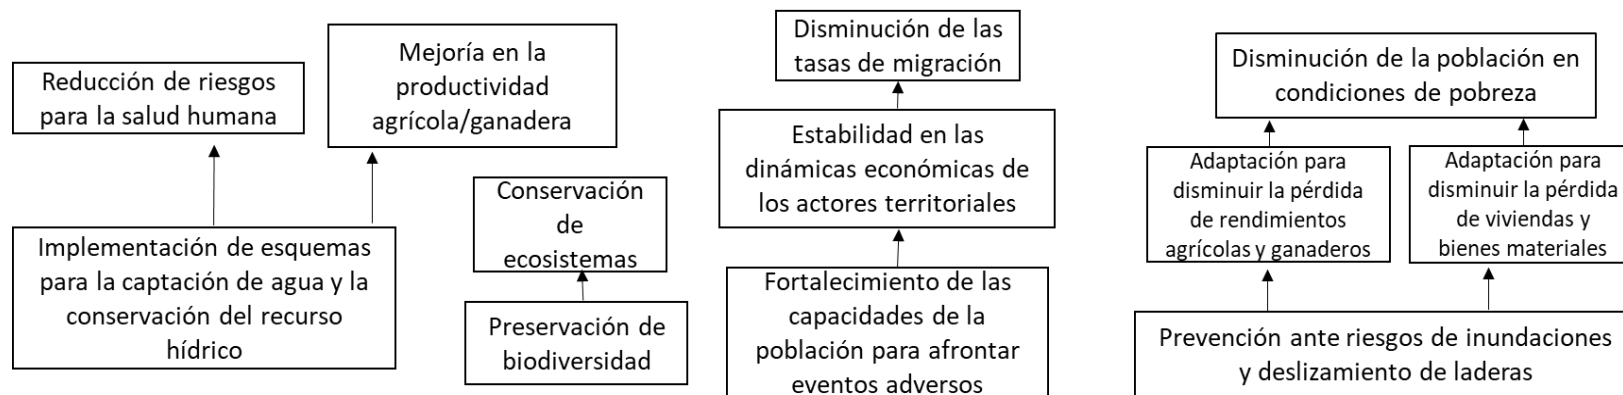 Reducción de riesgos
para la salud humana
Mejoría en la
productividad
agrícola/ganadera
Implementación de esquemas
para la captación de agua y la
conservación del recurso
hídrico
Conservación
de
ecosistemas
Preservación de
biodiversidad
Disminución de las
tasas de migración
Estabilidad en las
dinámicas económicas de
los actores territoriales
Fortalecimiento de las
capacidades de la
población para afrontar
eventos adversos
Disminución de la población en
condiciones de pobreza
Adaptación para
disminuir la pérdida
de rendimientos
agrícolas y ganaderos
Adaptación para
disminuir la pérdida
de viviendas y
bienes materiales
Prevención ante riesgos de inundaciones
y deslizamiento de laderas